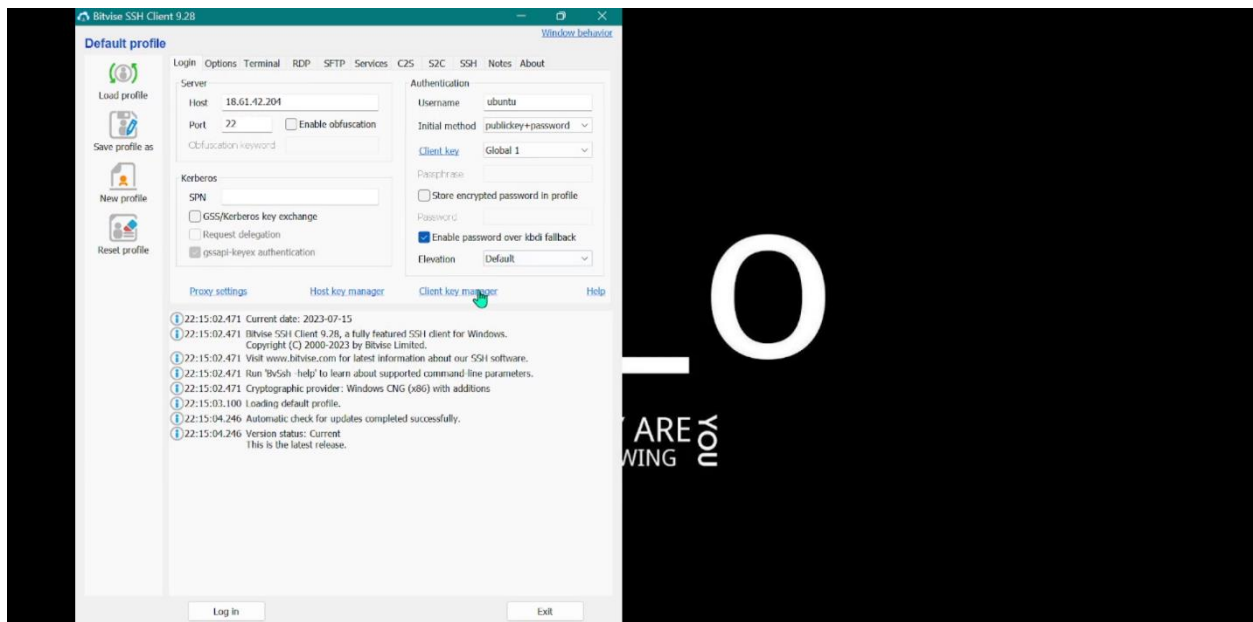 Bitvise SSH Client 9.28
Window behavior
Default profile
Load profile
Save profile as
New profile
Reset profile
Login Options Terminal RDP SFTP Services C2S S2C SSH Notes About
Server
Host 18.61.42.204
Port 22 Enable obfuscation
Obfuscation keyword
Kerberos
SPN
GSS/Kerberos key exchange
Request delegation
gssapi-keyex authentication
Authentication
Username ubuntu
Initial method publickey+password
Client key Global 1
Passphrase
Store encrypted password in profile
Password
Enable password over kbdi fallback
Elevation Default
Proxy settings Host key manager Client key manager Help
22:15:02.471 Current date: 2023-07-15
22:15:02.471 Bitvise SSH Client 9.28, a fully featured SSH client for Windows.
Copyright (C) 2000-2023 by Bitvise Limited.
22:15:02.471 Visit www.bitvise.com for latest information about our SSH software.
22:15:02.471 Run 'BvSsh -help' to learn about supported command-line parameters.
22:15:02.471 Cryptographic provider: Windows CNG (x86) with additions
22:15:03.100 Loading default profile.
22:15:04.246 Automatic check for updates completed successfully.
22:15:04.246 Version status: Current
This is the latest release.
Log in Exit
_O
ARE YOU